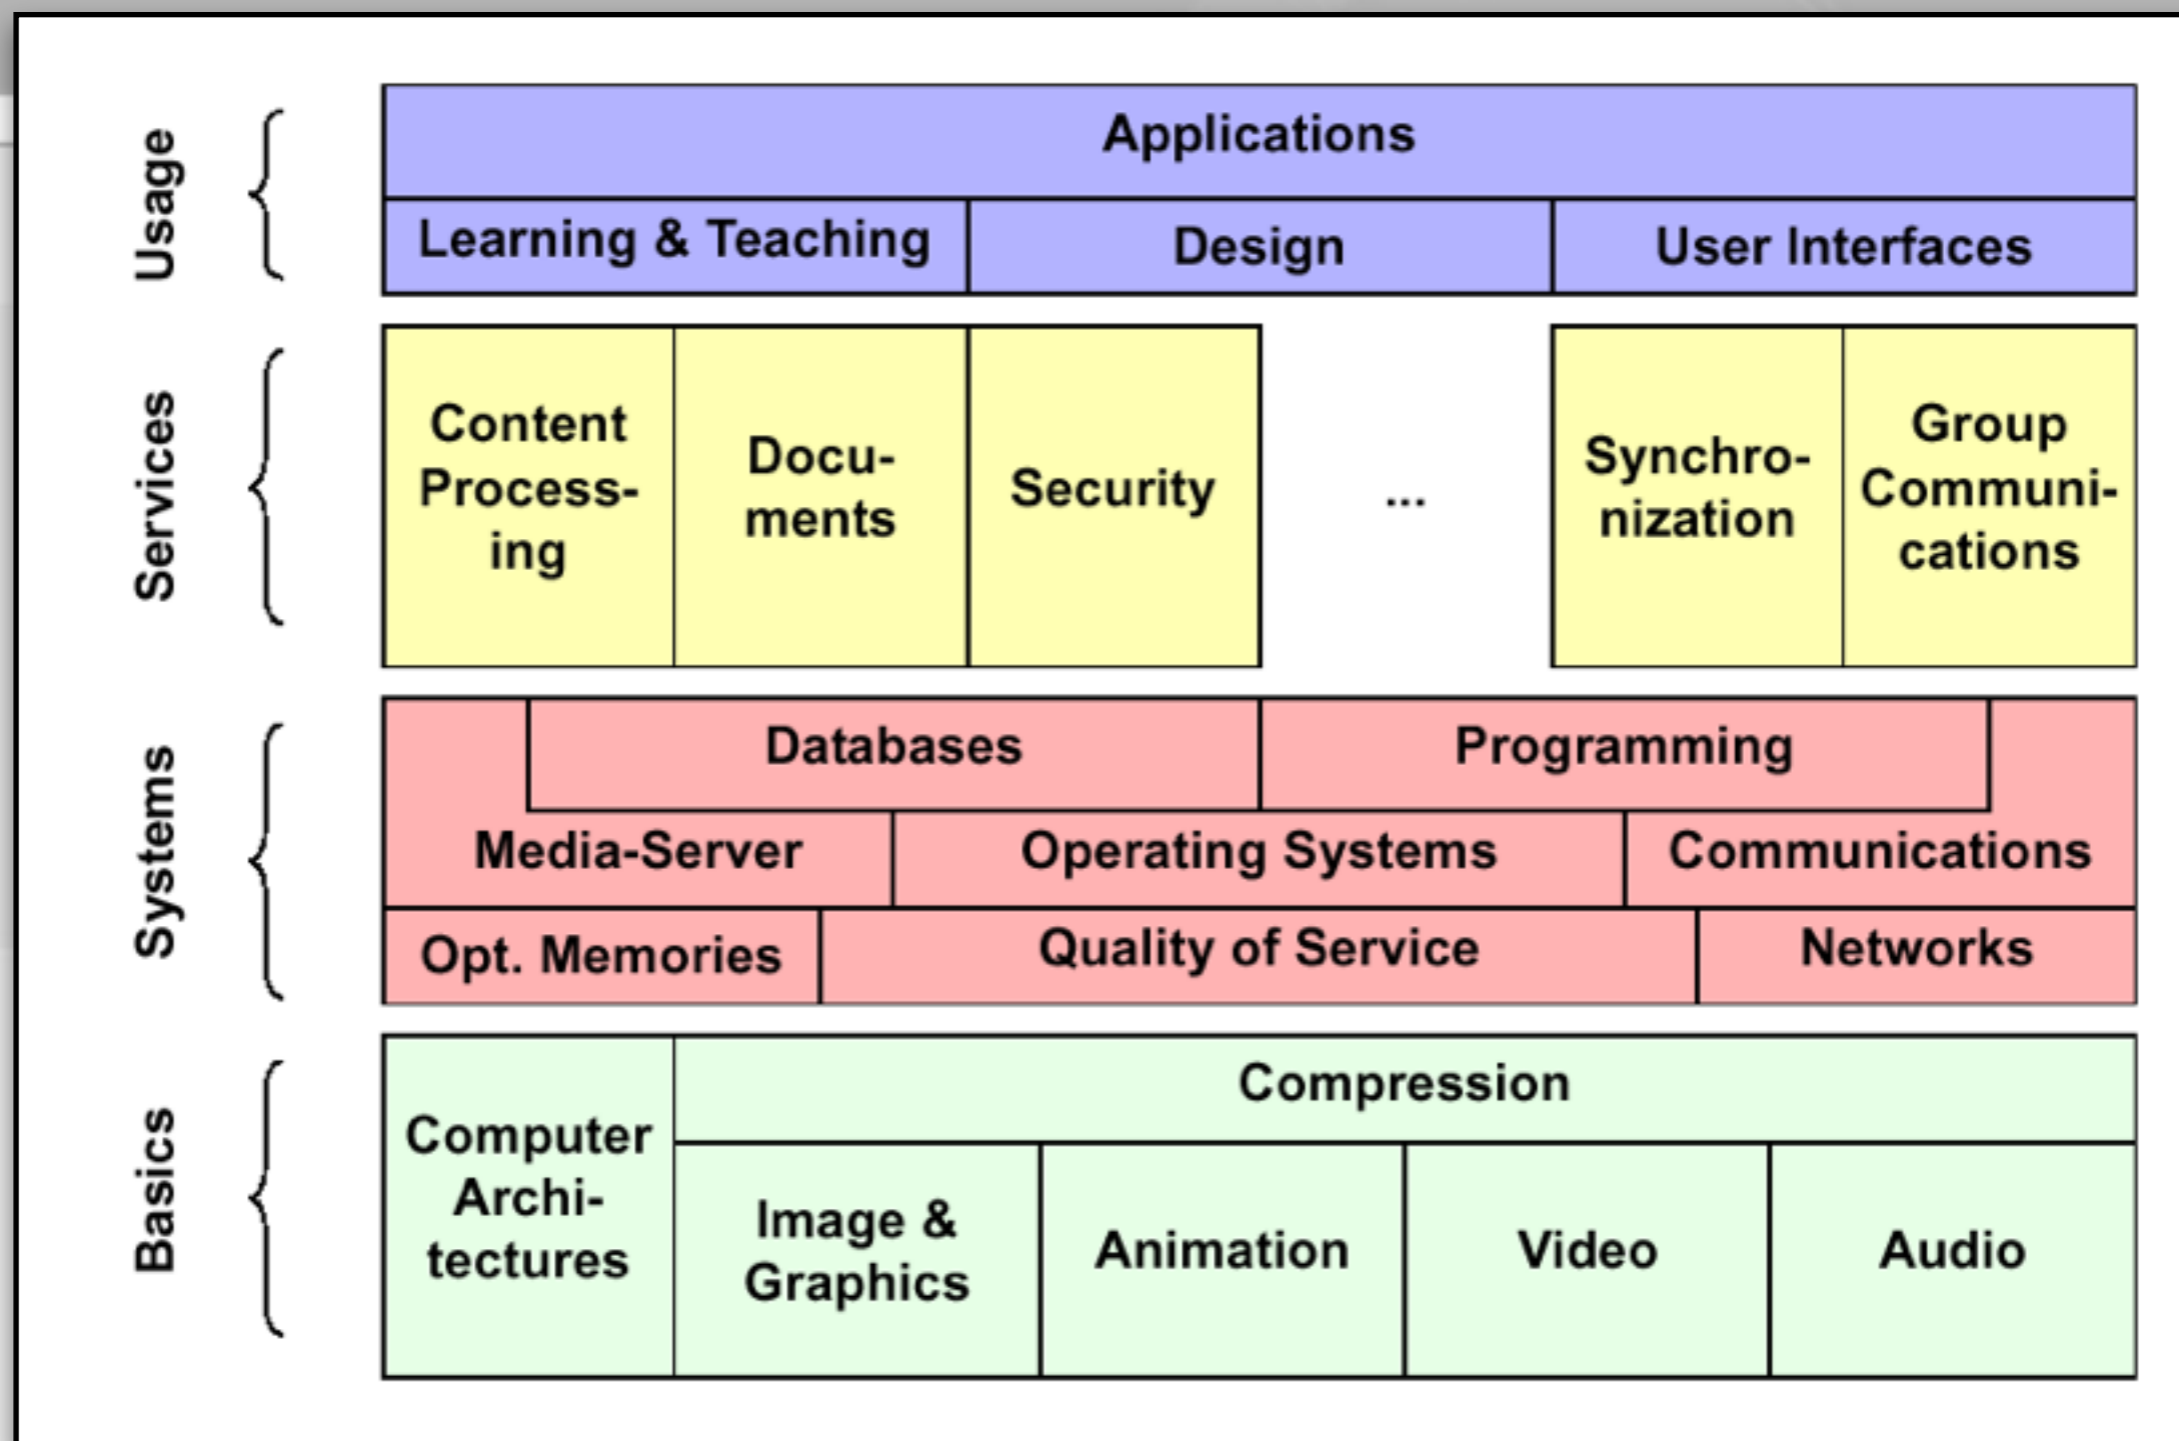 Usage
Applications
Learning & Teaching
Design
User Interfaces
Services
Content
Process-
ing
Docu-
ments
Security
...
Synchro-
nization
Group
Communi-
cations
Systems
Databases
Programming
Media-Server
Operating Systems
Communications
Opt. Memories
Quality of Service
Networks
Basics
Computer
Archi-
tectures
Compression
Image &
Graphics
Animation
Video
Audio